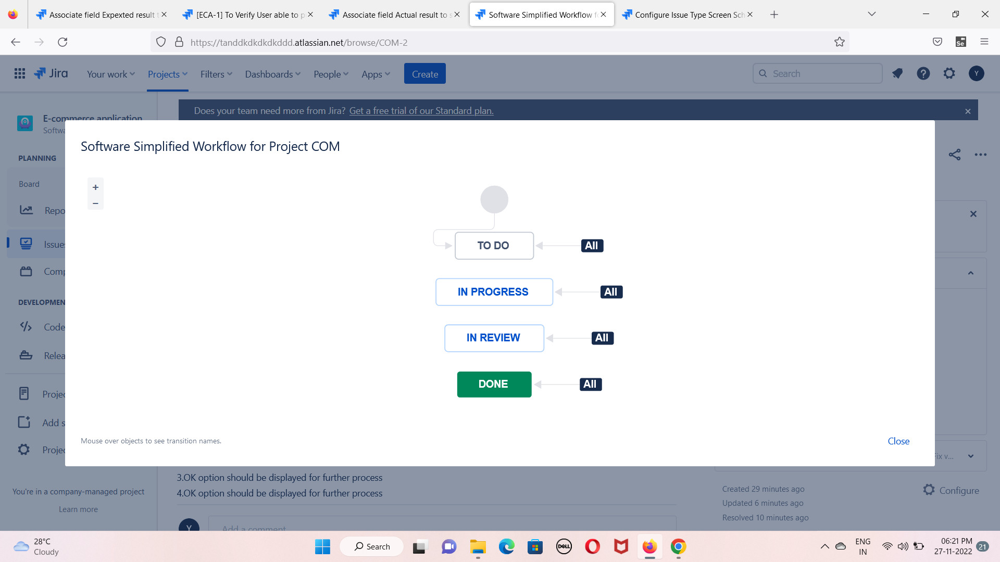 Associate field Expexted result t
[ECA-1] To Verify User able to p
Associate field Actual result to s
Software Simplified Workflow f
Configure Issue Type Screen Sch
https://tanddkdkdkdkddd.atlassian.net/browse/COM-2
Se
Jira
Your work
Projects
Filters
Dashboards
People
Apps
Create
Search
Y
Does your team need more from Jira? Get a free trial of our Standard plan.
E-commerce application
Softwa
Software Simplified Workflow for Project COM
PLANNING
Board
Repo
Issues
Comp
DEVELOPMEN
Code
Relea
Projec
Add s
Projec
+
−
TO DO
All
IN PROGRESS
All
IN REVIEW
All
DONE
All
Mouse over objects to see transition names.
Close
Fix v...
3.OK option should be displayed for further process
4.OK option should be displayed for further process
You're in a company-managed project
Learn more
Created 29 minutes ago
Updated 6 minutes ago
Resolved 10 minutes ago
Configure
Y
Add a comment
28°C
Cloudy
Search
DELL
ENG
IN
06:21 PM
27-11-2022
21